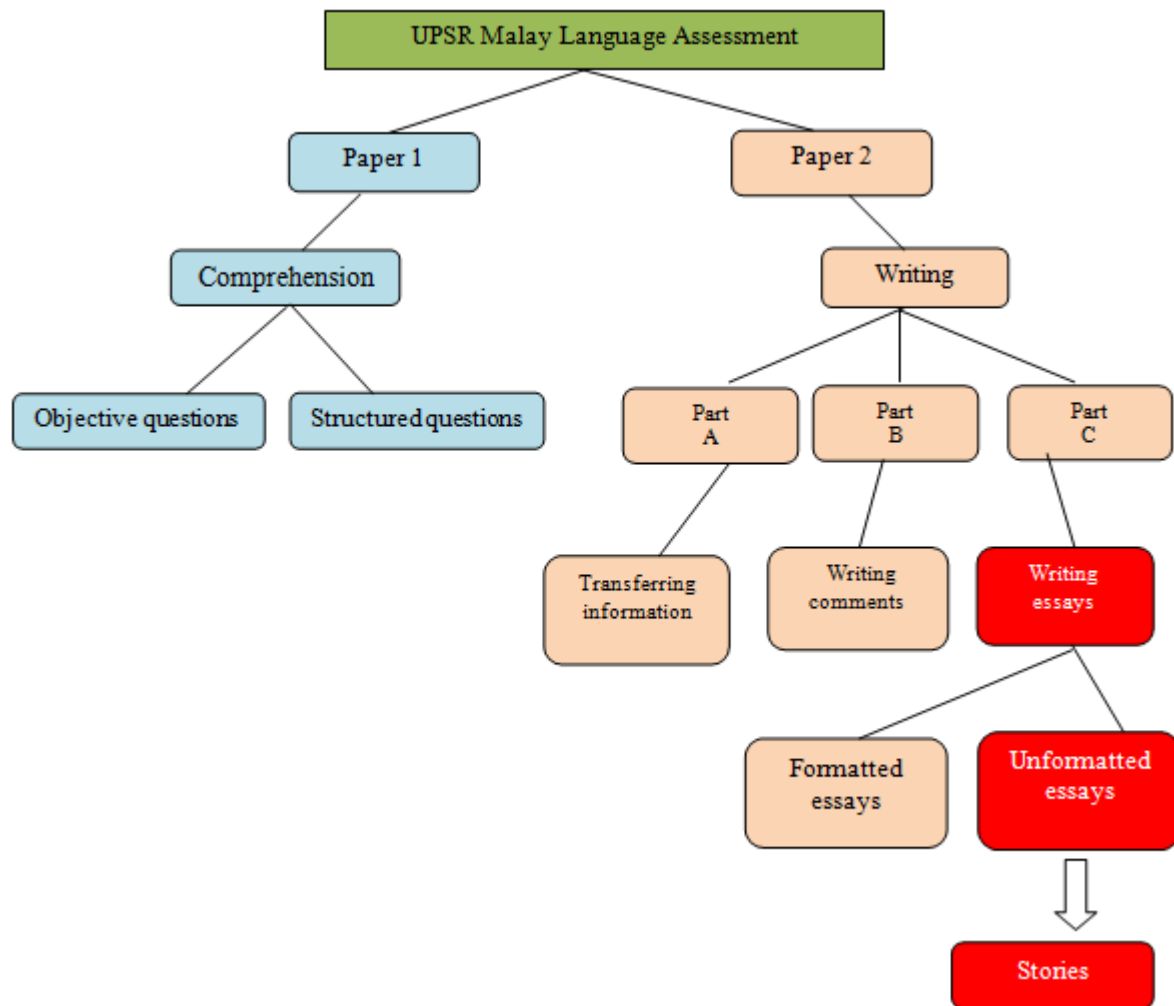 UPSR Malay Language Assessment
Paper 1
Paper 2
Comprehension
Writing
Objective questions
Structured questions
Part
A
Part
B
Part
C
Transferring
information
Writing
comments
Writing
essays
Formatted
essays
Unformatted
essays
Stories